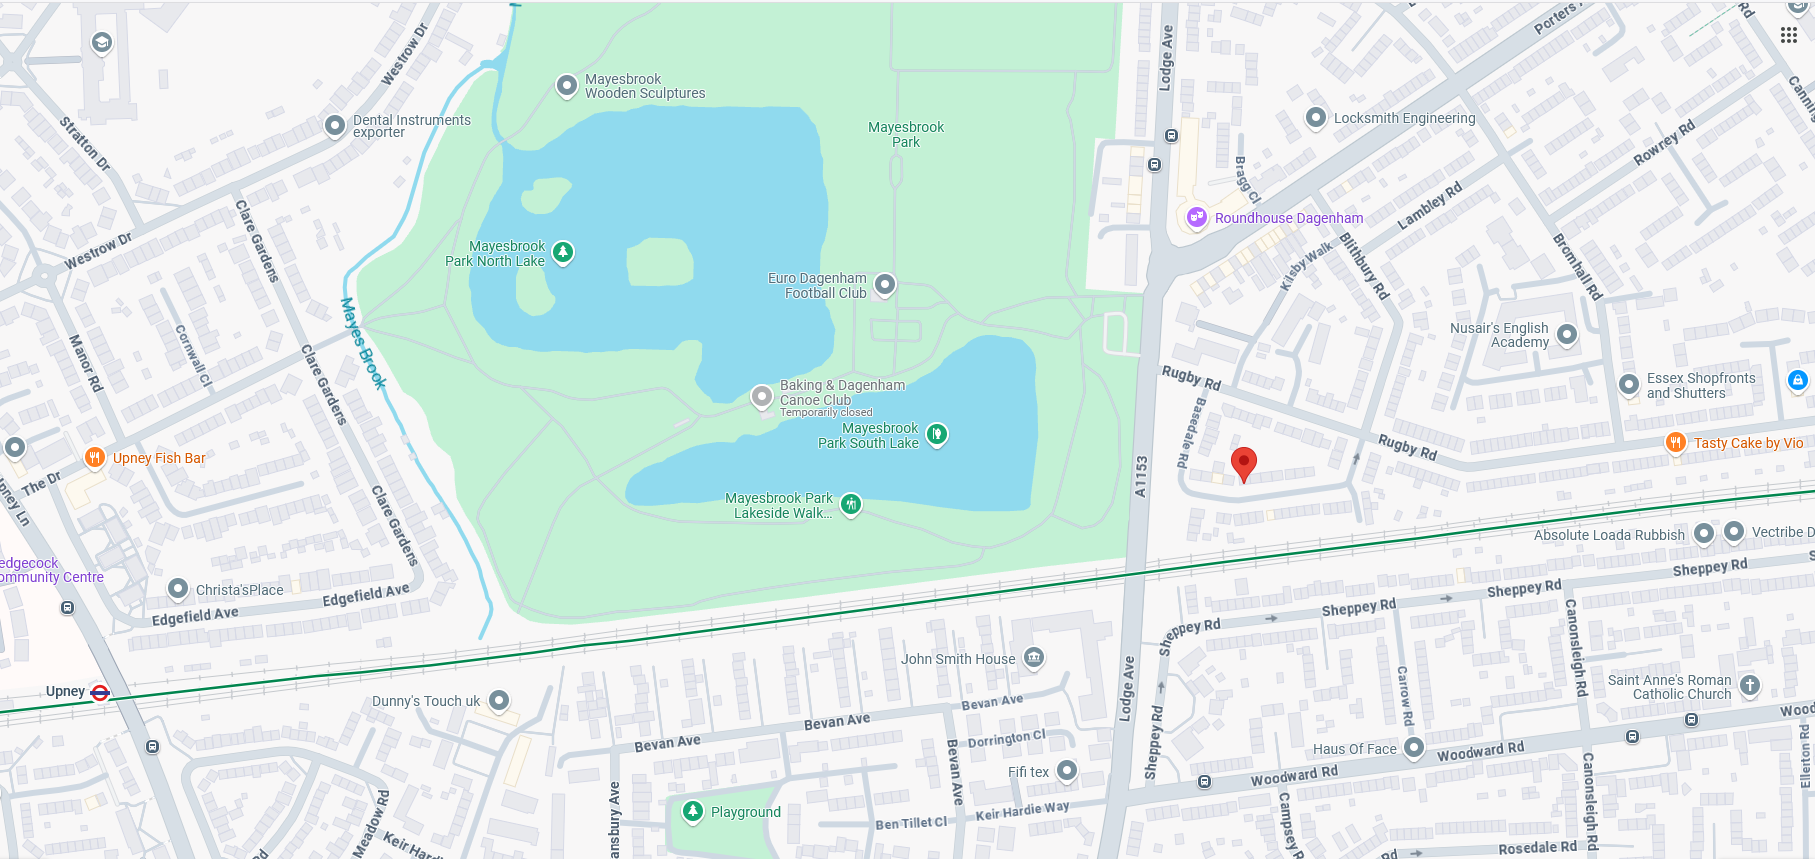 Westrow Dr
Lodge Ave
Porters
Rd
Mayesbrook
Wooden Sculptures
Dental Instruments
exporter
Stratton Dr
Mayesbrook
Park
Locksmith Engineering
Rowrey Rd
Bragg Cl
Lambley Rd
Clare Gardens
Roundhouse Dagenham
Westrow Dr
Mayesbrook
Park North Lake
Kilsby Walk
Blithbury Rd
Bromhall Rd
Euro Dagenham
Football Club
Mayes Brook
Cornwall Cl
Manor Rd
Clare Gardens
Nusair's English
Academy
Rugby Rd
Baking & Dagenham
Canoe Club
Temporarily closed
Essex Shopfronts
and Shutters
Basedale Rd
Mayesbrook
Park South Lake
Rugby Rd
Tasty Cake by Vio
Upney Fish Bar
The Dr
A1153
Upney Ln
Clare Gardens
Mayesbrook Park
Lakeside Walk...
Absolute Loada Rubbish
Vectribe D
edgecock
ommunity Centre
Christa'sPlace
Edgefield Ave
Edgefield Ave
Sheppey Rd
Sheppey Rd
Sheppey Rd
Sheppey Rd
Canonsleigh Rd
John Smith House
Lodge Ave
Carrow Rd
Saint Anne's Roman
Catholic Church
Upney
Dunny's Touch uk
Bevan Ave
Bevan Ave
Bevan Ave
Sheppey Rd
Wood
Dorrington Cl
Haus Of Face
Woodward Rd
Woodward Rd
Ellerton Rd
Fifi tex
Bevan Ave
Canonsleigh Rd
Playground
ansbury Ave
Meadow Rd
Keir Hardi
Ben Tillet Cl
Keir Hardie Way
Campsey R
Rosedale Rd
Rd
Rd